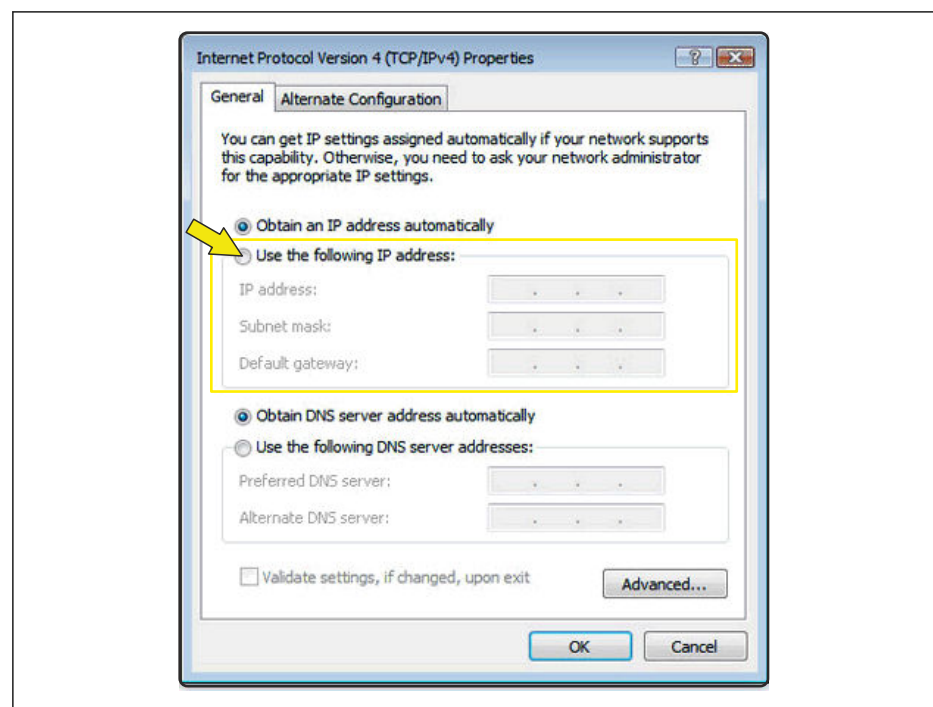 Internet Protocol Version 4 (TCP/IPv4) Properties
General Alternate Configuration
You can get IP settings assigned automatically if your network supports
this capability. Otherwise, you need to ask your network administrator
for the appropriate IP settings.
Obtain an IP address automatically
Use the following IP address:
IP address:
Subnet mask:
Default gateway:
Obtain DNS server address automatically
Use the following DNS server addresses:
Preferred DNS server:
Alternate DNS server:
Validate settings, if changed, upon exit
Advanced...
OK Cancel